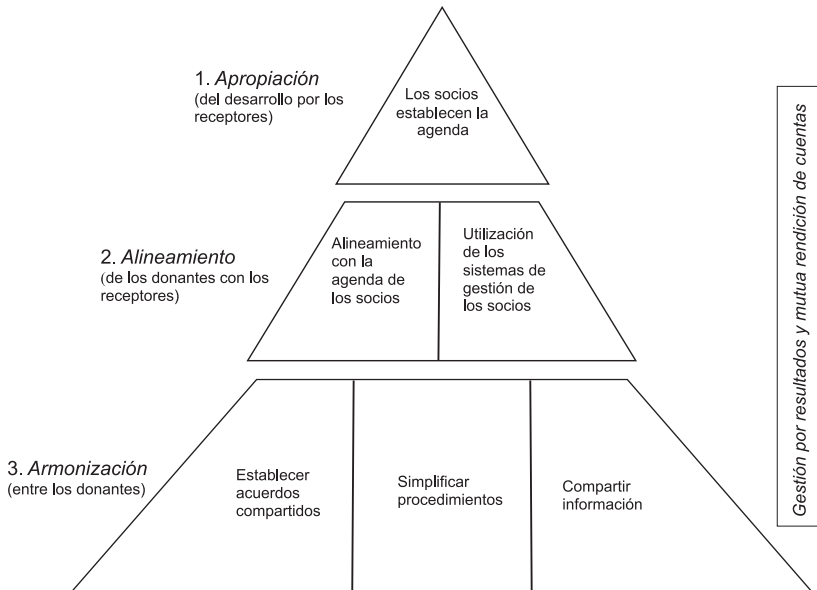 1. Apropiación
(del desarrollo por los
receptores)
Los socios
establecen la
agenda
2. Alineamiento
(de los donantes con los
receptores)
Alineamiento
con la
agenda de
los socios
Utilización
de los
sistemas de
gestión de
los socios
3. Armonización
(entre los donantes)
Establecer
acuerdos
compartidos
Simplificar
procedimientos
Compartir
información
Gestión por resultados y mutua rendición de cuentas